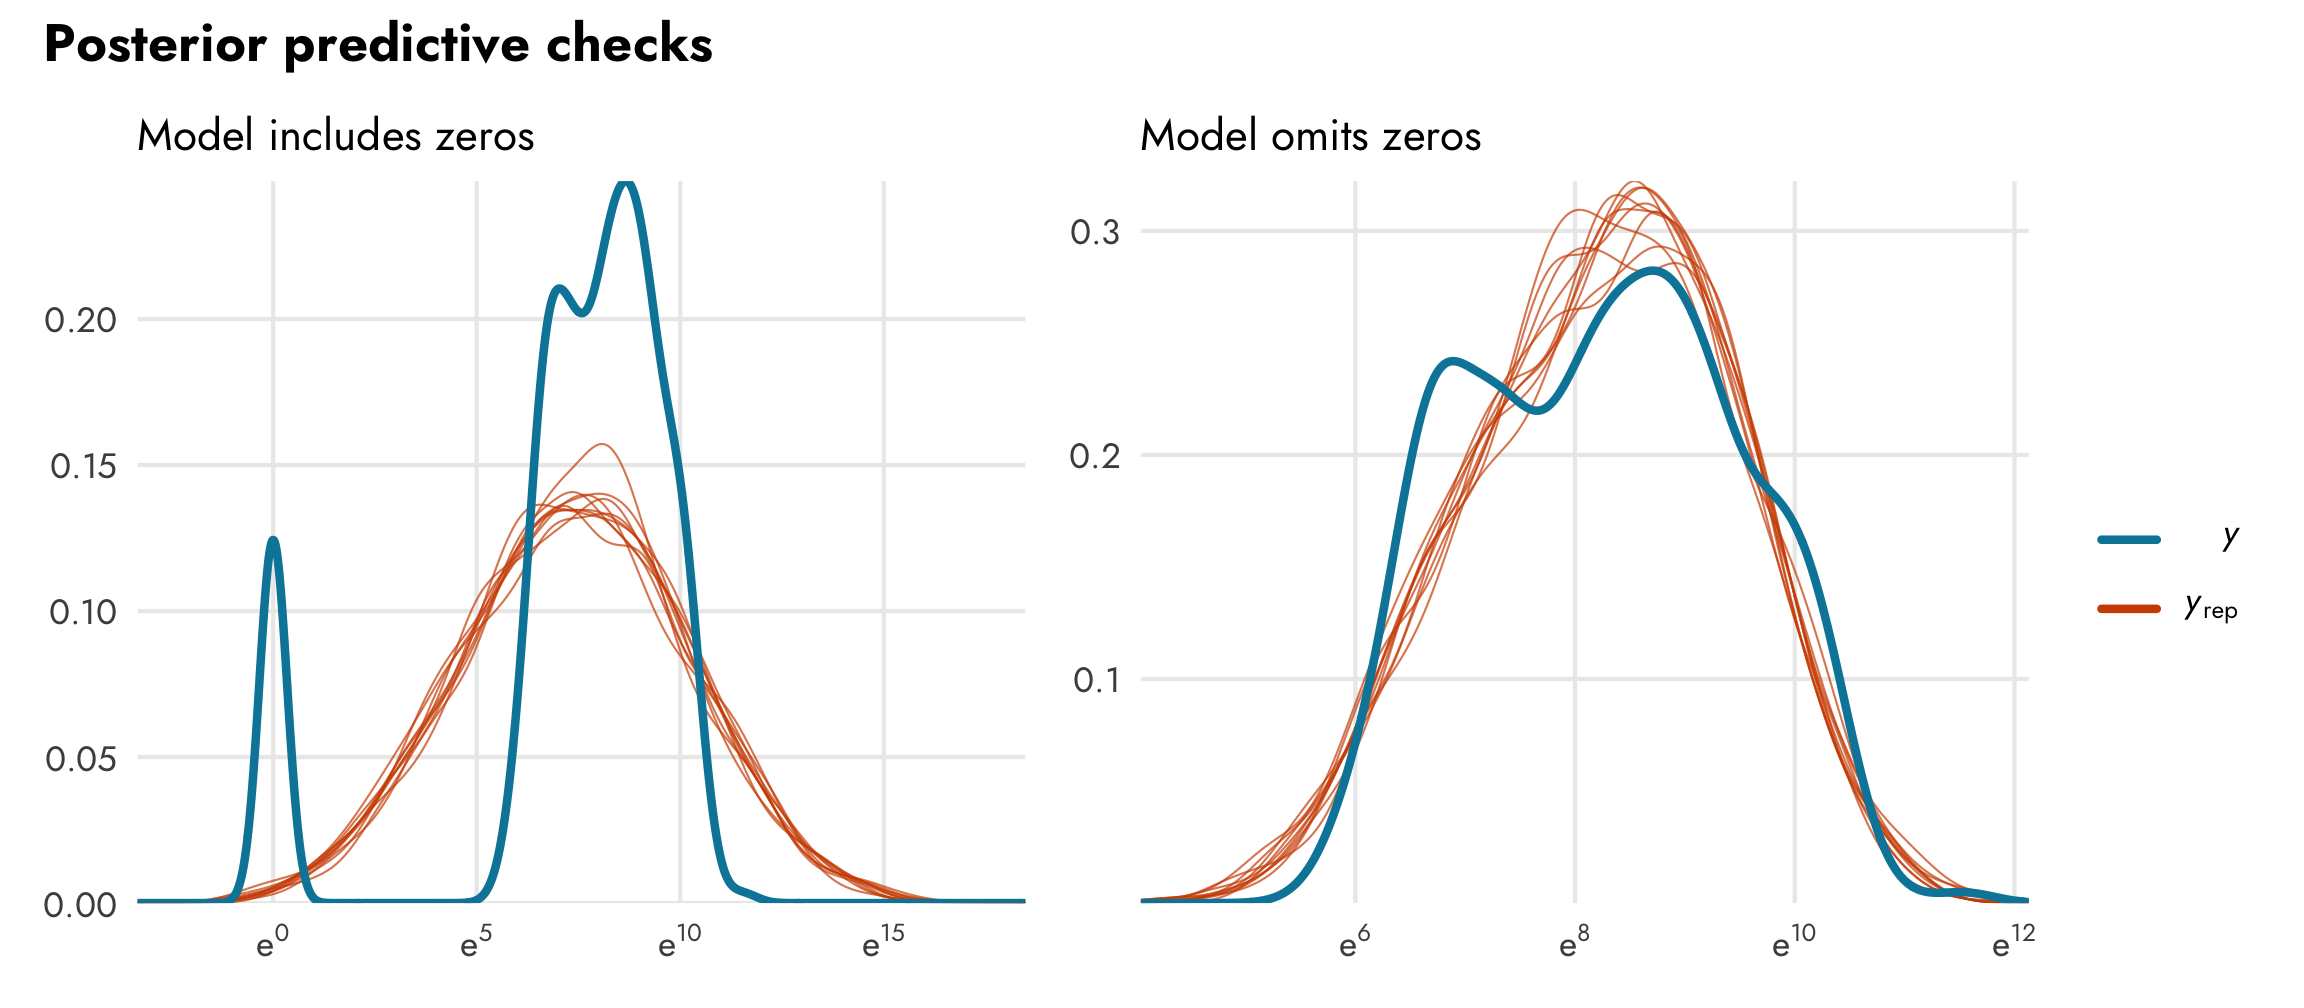 Posterior predictive checks
Model includes zeros
0.20
0.15
0.10
0.05
0.00
e⁰ e⁵ e¹⁰ e¹⁵
Model omits zeros
0.3
0.2
0.1
e⁶ e⁸ e¹⁰ e¹²
y
y rep